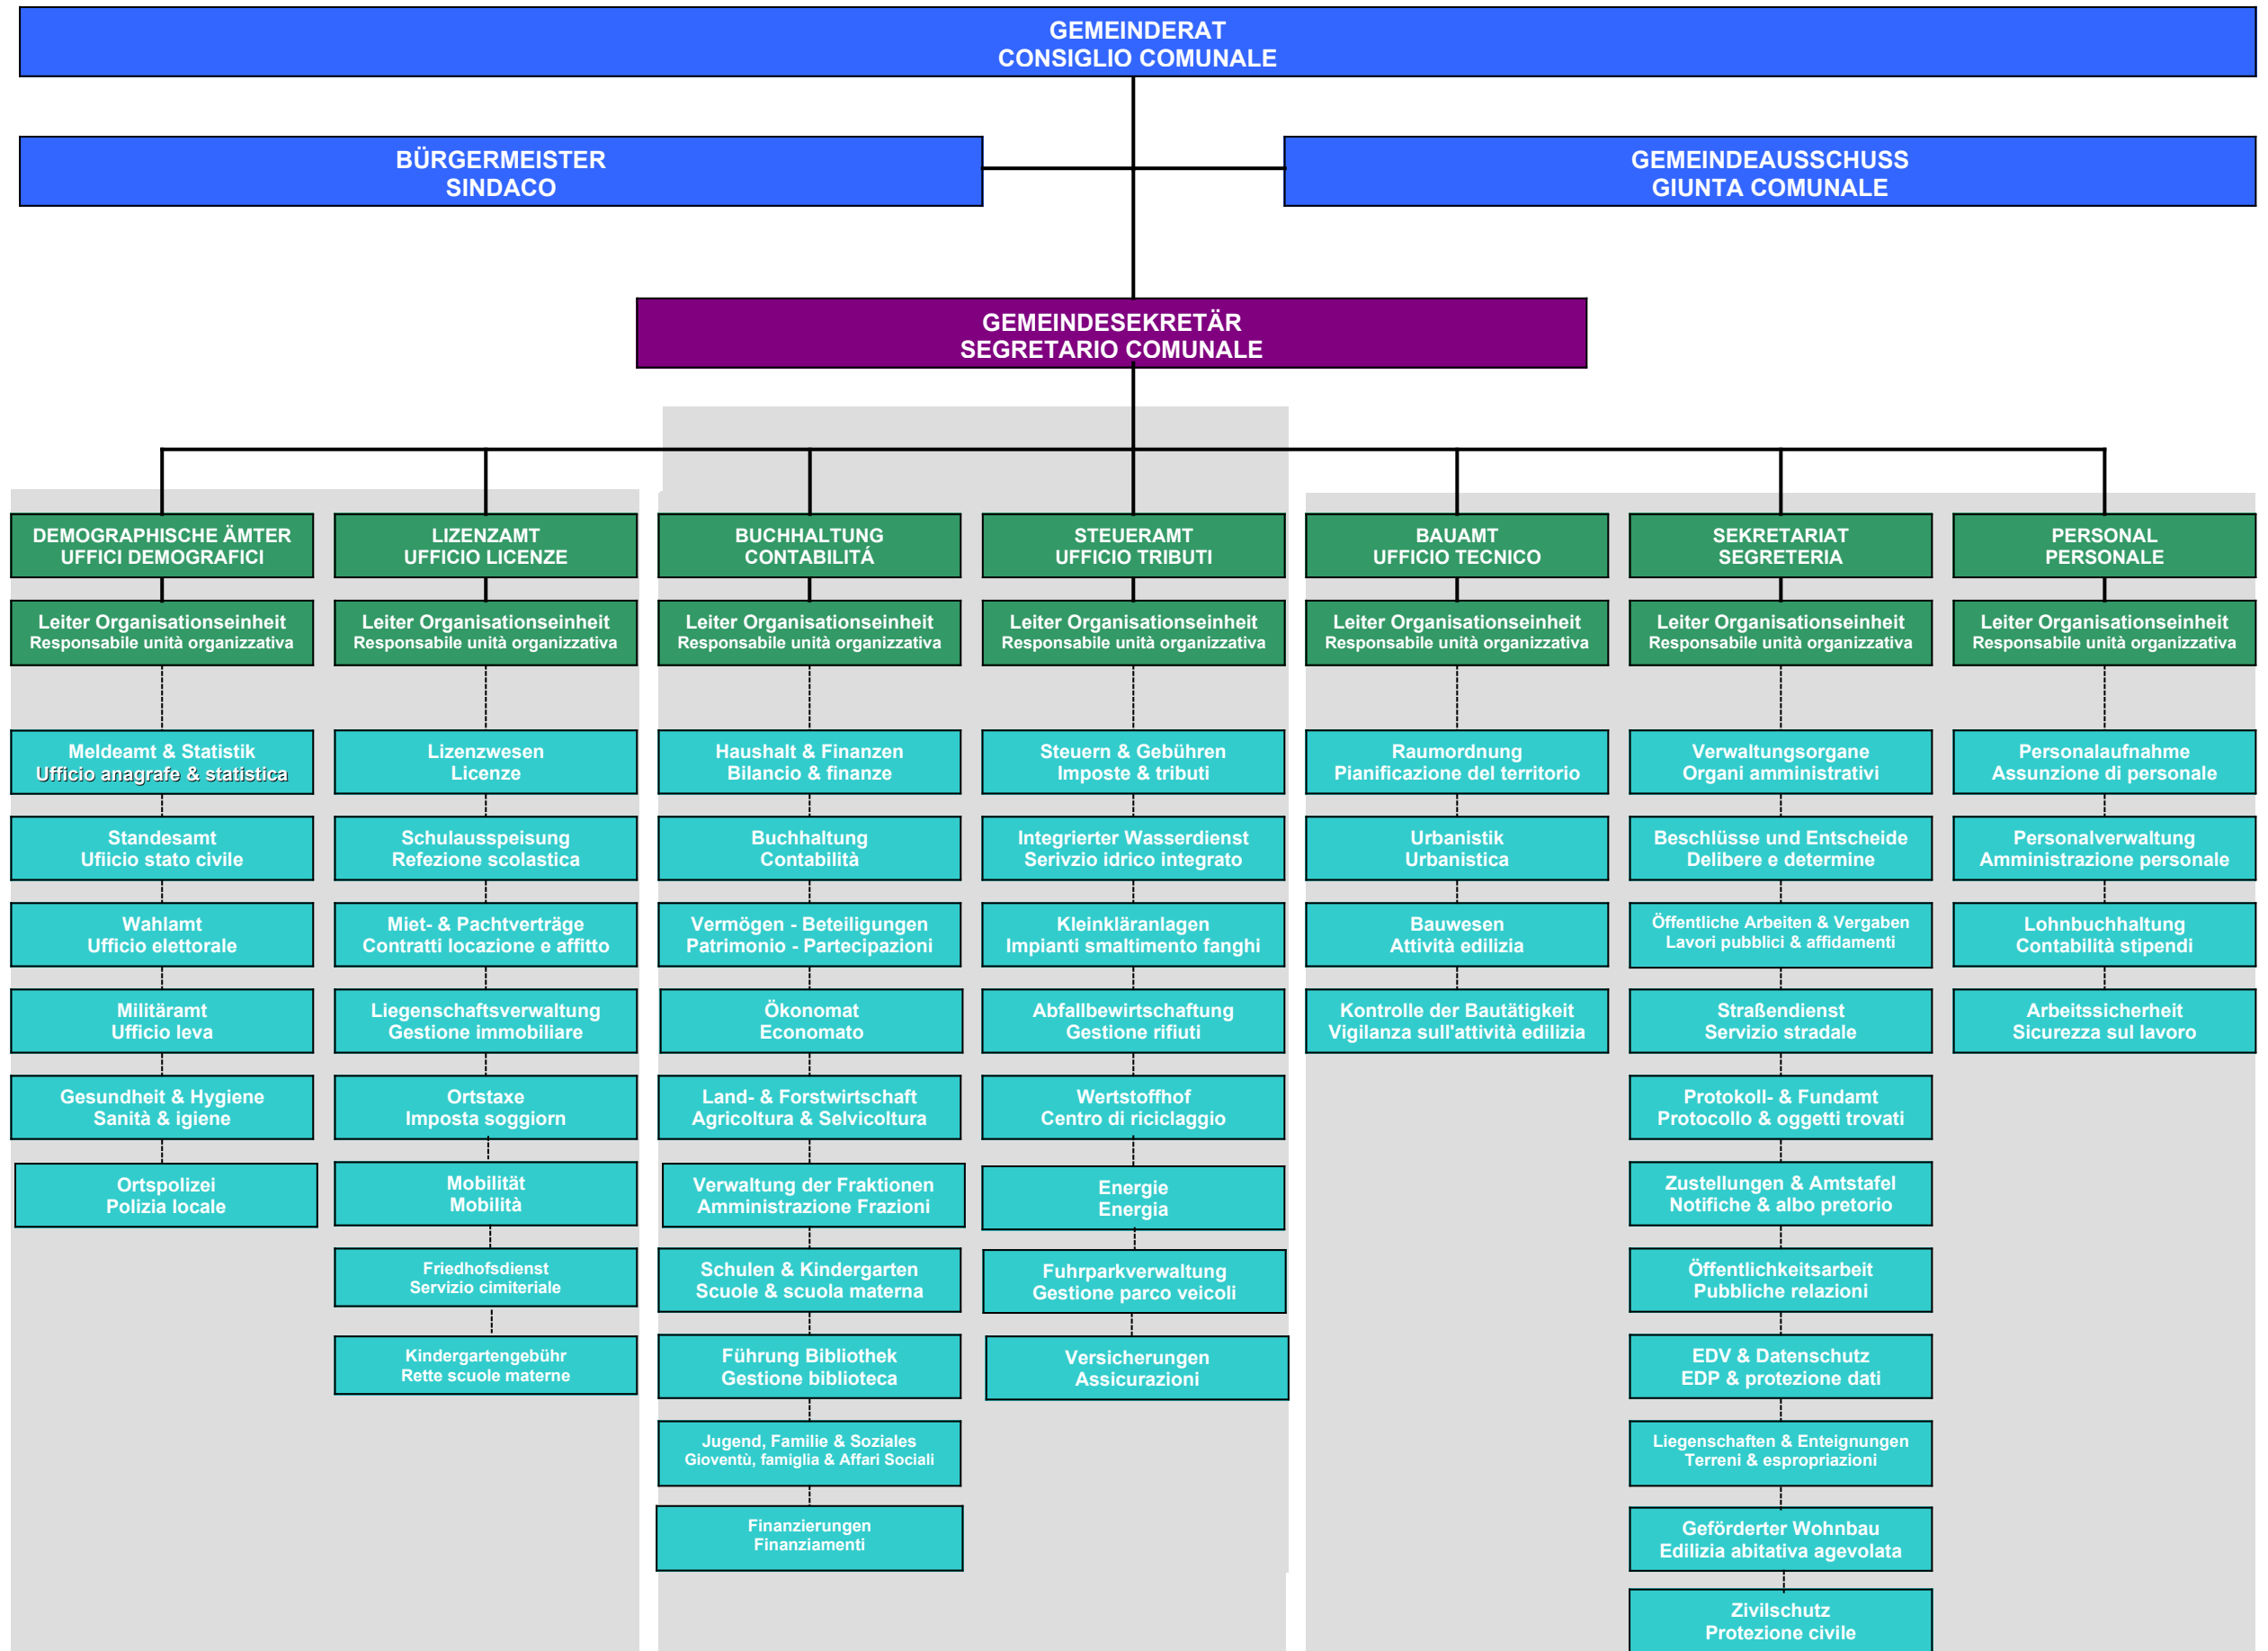 GEMEINDERAT
CONSIGLIO COMUNALE
BÜRGERMEISTER
SINDACO
GEMEINDEAUSSCHUSS
GIUNTA COMUNALE
GEMEINDESEKRETÄR
SEGRETARIO COMUNALE
DEMOGRAPHISCHE ÄMTER
UFFICI DEMOGRAFICI
Leiter Organisationseinheit
Responsabile unità organizzativa
Meldeamt & Statistik
Ufficio anagrafe & statistica
Standesamt
Ufiicio stato civile
Wahlamt
Ufficio elettorale
Militäramt
Ufficio leva
Gesundheit & Hygiene
Sanità & igiene
Ortspolizei
Polizia locale
LIZENZAMT
UFFICIO LICENZE
Leiter Organisationseinheit
Responsabile unità organizzativa
Lizenzwesen
Licenze
Schulausspeisung
Refezione scolastica
Miet- & Pachtverträge
Contratti locazione e affitto
Liegenschaftsverwaltung
Gestione immobiliare
Ortstaxe
Imposta soggiorn
Mobilität
Mobilità
Friedhofsdienst
Servizio cimiteriale
Kindergartengebühr
Rette scuole materne
BUCHHALTUNG
CONTABILITÁ
Leiter Organisationseinheit
Responsabile unità organizzativa
Haushalt & Finanzen
Bilancio & finanze
Buchhaltung
Contabilità
Vermögen - Beteiligungen
Patrimonio - Partecipazioni
Ökonomat
Economato
Land- & Forstwirtschaft
Agricoltura & Selvicoltura
Verwaltung der Fraktionen
Amministrazione Frazioni
Schulen & Kindergarten
Scuole & scuola materna
Führung Bibliothek
Gestione biblioteca
Jugend, Familie & Soziales
Gioventù, famiglia & Affari Sociali
Finanzierungen
Finanziamenti
STEUERAMT
UFFICIO TRIBUTI
Leiter Organisationseinheit
Responsabile unità organizzativa
Steuern & Gebühren
Imposte & tributi
Integrierter Wasserdienst
Serivzio idrico integrato
Kleinkläranlagen
Impianti smaltimento fanghi
Abfallbewirtschaftung
Gestione rifiuti
Wertstoffhof
Centro di riciclaggio
Energie
Energia
Fuhrparkverwaltung
Gestione parco veicoli
Versicherungen
Assicurazioni
BAUAMT
UFFICIO TECNICO
Leiter Organisationseinheit
Responsabile unità organizzativa
Raumordnung
Pianificazione del territorio
Urbanistik
Urbanistica
Bauwesen
Attività edilizia
Kontrolle der Bautätigkeit
Vigilanza sull'attività edilizia
SEKRETARIAT
SEGRETERIA
Leiter Organisationseinheit
Responsabile unità organizzativa
Verwaltungsorgane
Organi amministrativi
Beschlüsse und Entscheide
Delibere e determine
Öffentliche Arbeiten & Vergaben
Lavori pubblici & affidamenti
Straßendienst
Servizio stradale
Protokoll- & Fundamt
Protocollo & oggetti trovati
Zustellungen & Amtstafel
Notifiche & albo pretorio
Öffentlichkeitsarbeit
Pubbliche relazioni
EDV & Datenschutz
EDP & protezione dati
Liegenschaften & Enteignungen
Terreni & espropriazioni
Geförderter Wohnbau
Edilizia abitativa agevolata
Zivilschutz
Protezione civile
PERSONAL
PERSONALE
Leiter Organisationseinheit
Responsabile unità organizzativa
Personalaufnahme
Assunzione di personale
Personalverwaltung
Amministrazione personale
Lohnbuchhaltung
Contabilità stipendi
Arbeitssicherheit
Sicurezza sul lavoro